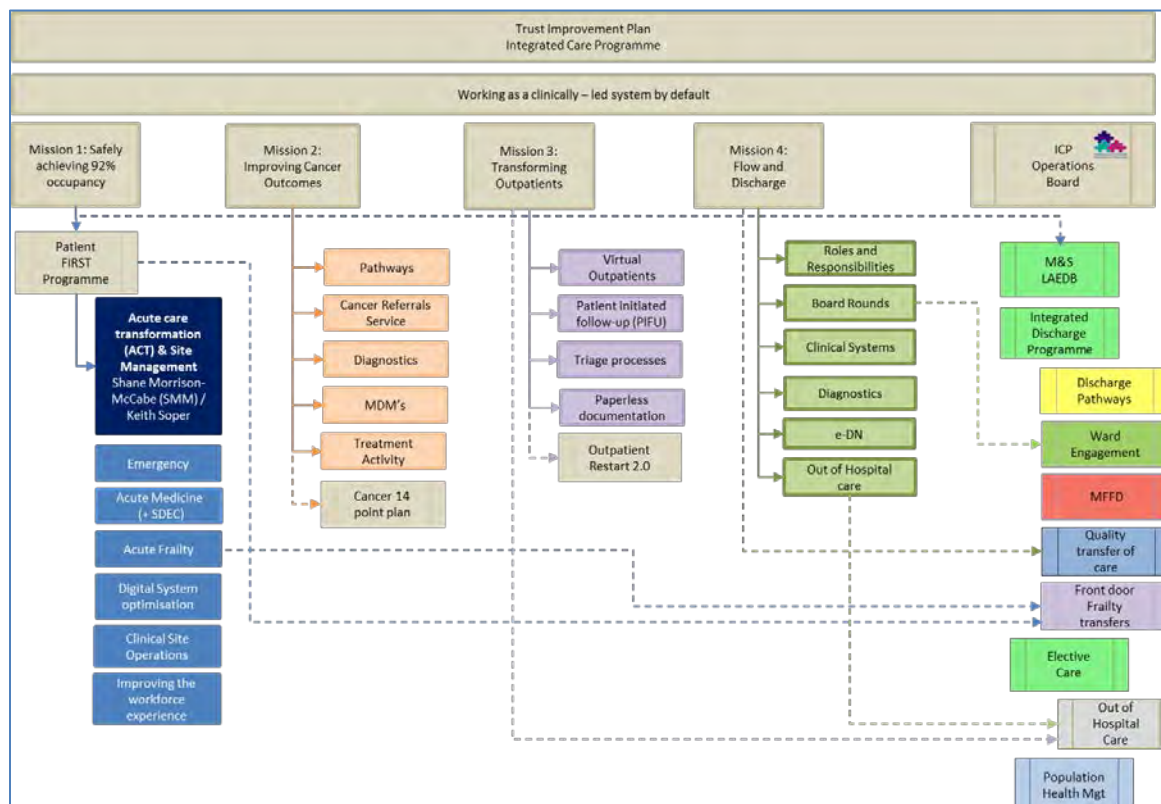 Trust Improvement Plan
Integrated Care Programme
Working as a clinically – led system by default
Mission 1: Safely
achieving 92%
occupancy
Mission 2:
Improving Cancer
Outcomes
Mission 3:
Transforming
Outpatients
Mission 4:
Flow and
Discharge
ICP
Operations
Board
Patient
FIRST
Programme
Acute care
transformation
(ACT) & Site
Management
Shane Morrison-
McCabe (SMM) /
Keith Soper
Emergency
Acute Medicine
(+ SDEC)
Acute Frailty
Digital System
optimisation
Clinical Site
Operations
Improving the
workforce
experience
Pathways
Cancer Referrals
Service
Diagnostics
MDM's
Treatment
Activity
Cancer 14
point plan
Virtual
Outpatients
Patient Initiated
follow-up (PIFU)
Triage processes
Paperless
documentation
Outpatient
Restart 2.0
Roles and
Responsibilities
Board Rounds
Clinical Systems
Diagnostics
e-DN
Out of Hospital
care
M&S
LAEDB
Integrated
Discharge
Programme
Discharge
Pathways
Ward
Engagement
MFFD
Quality
transfer of
care
Front door
Frailty
transfers
Elective
Care
Out of
Hospital
Care
Population
Health Mgt